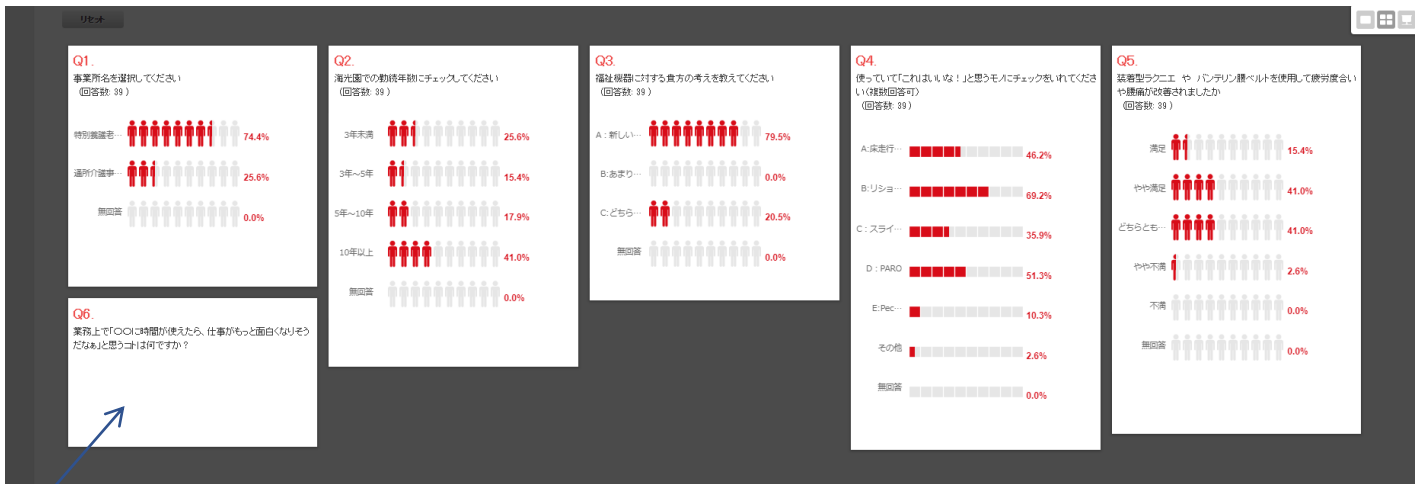 リセット
Q1.
事業所名を選択してください
(回答数: 39 )
特別養護老… 74.4%
通所介護事… 25.6%
無回答 0.0%
Q2.
海光園での勤続年数にチェックしてください
(回答数: 39 )
3年未満 25.6%
3年～5年 15.4%
5年～10年 17.9%
10年以上 41.0%
無回答 0.0%
Q3.
福祉機器に対する貴方の考えを教えてください
(回答数: 39 )
A：新しい… 79.5%
B:あまり… 0.0%
C:どちら… 20.5%
無回答 0.0%
Q4.
使っていて「これはいいな！」と思うモノにチェックをいれてくださ
い(複数回答可)
(回答数: 39 )
A:床走行… 46.2%
B:リショ… 69.2%
C：スライ… 35.9%
D：PARO 51.3%
E:Pec… 10.3%
その他 2.6%
無回答 0.0%
Q5.
装着型ラクニエ や バンテリン腰ベルトを使用して疲労度合い
や腰痛が改善されましたか
(回答数: 39 )
満足 15.4%
やや満足 41.0%
どちらとも… 41.0%
やや不満 2.6%
不満 0.0%
無回答 0.0%
Q6.
業務上で「〇〇に時間が使えたら、仕事がもっと面白くなりそう
だなぁ」と思うコトは何ですか？